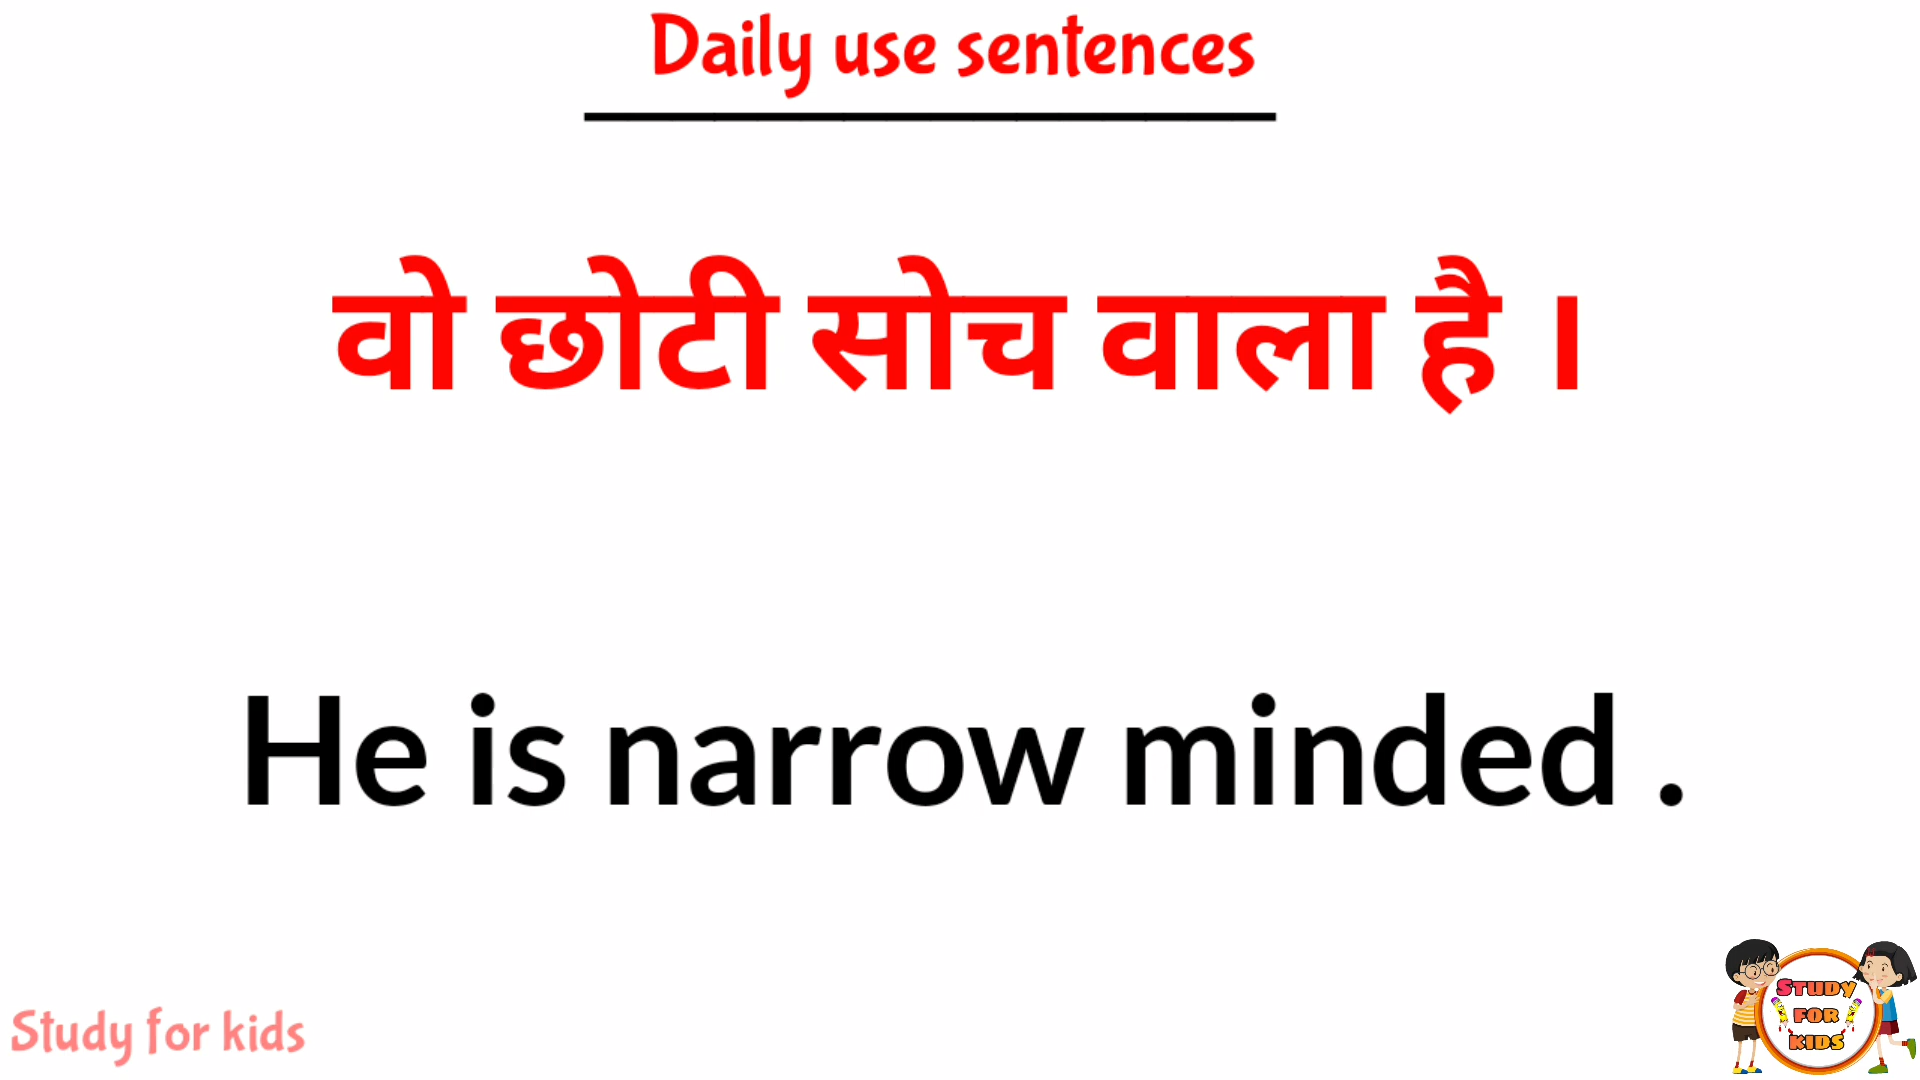 Daily use sentences
वो छोटी सोच वाला है ।
He is narrow minded .
Study for kids
STUDY
FOR
KIDS